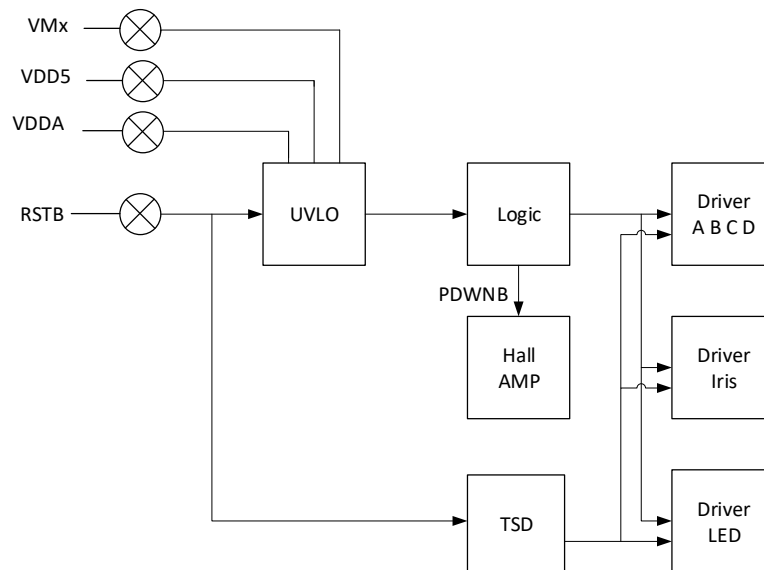 VMx
VDD5
VDDA
RSTB
UVLO
Logic
Driver
A B C D
PDWNB
Hall
AMP
Driver
Iris
TSD
Driver
LED